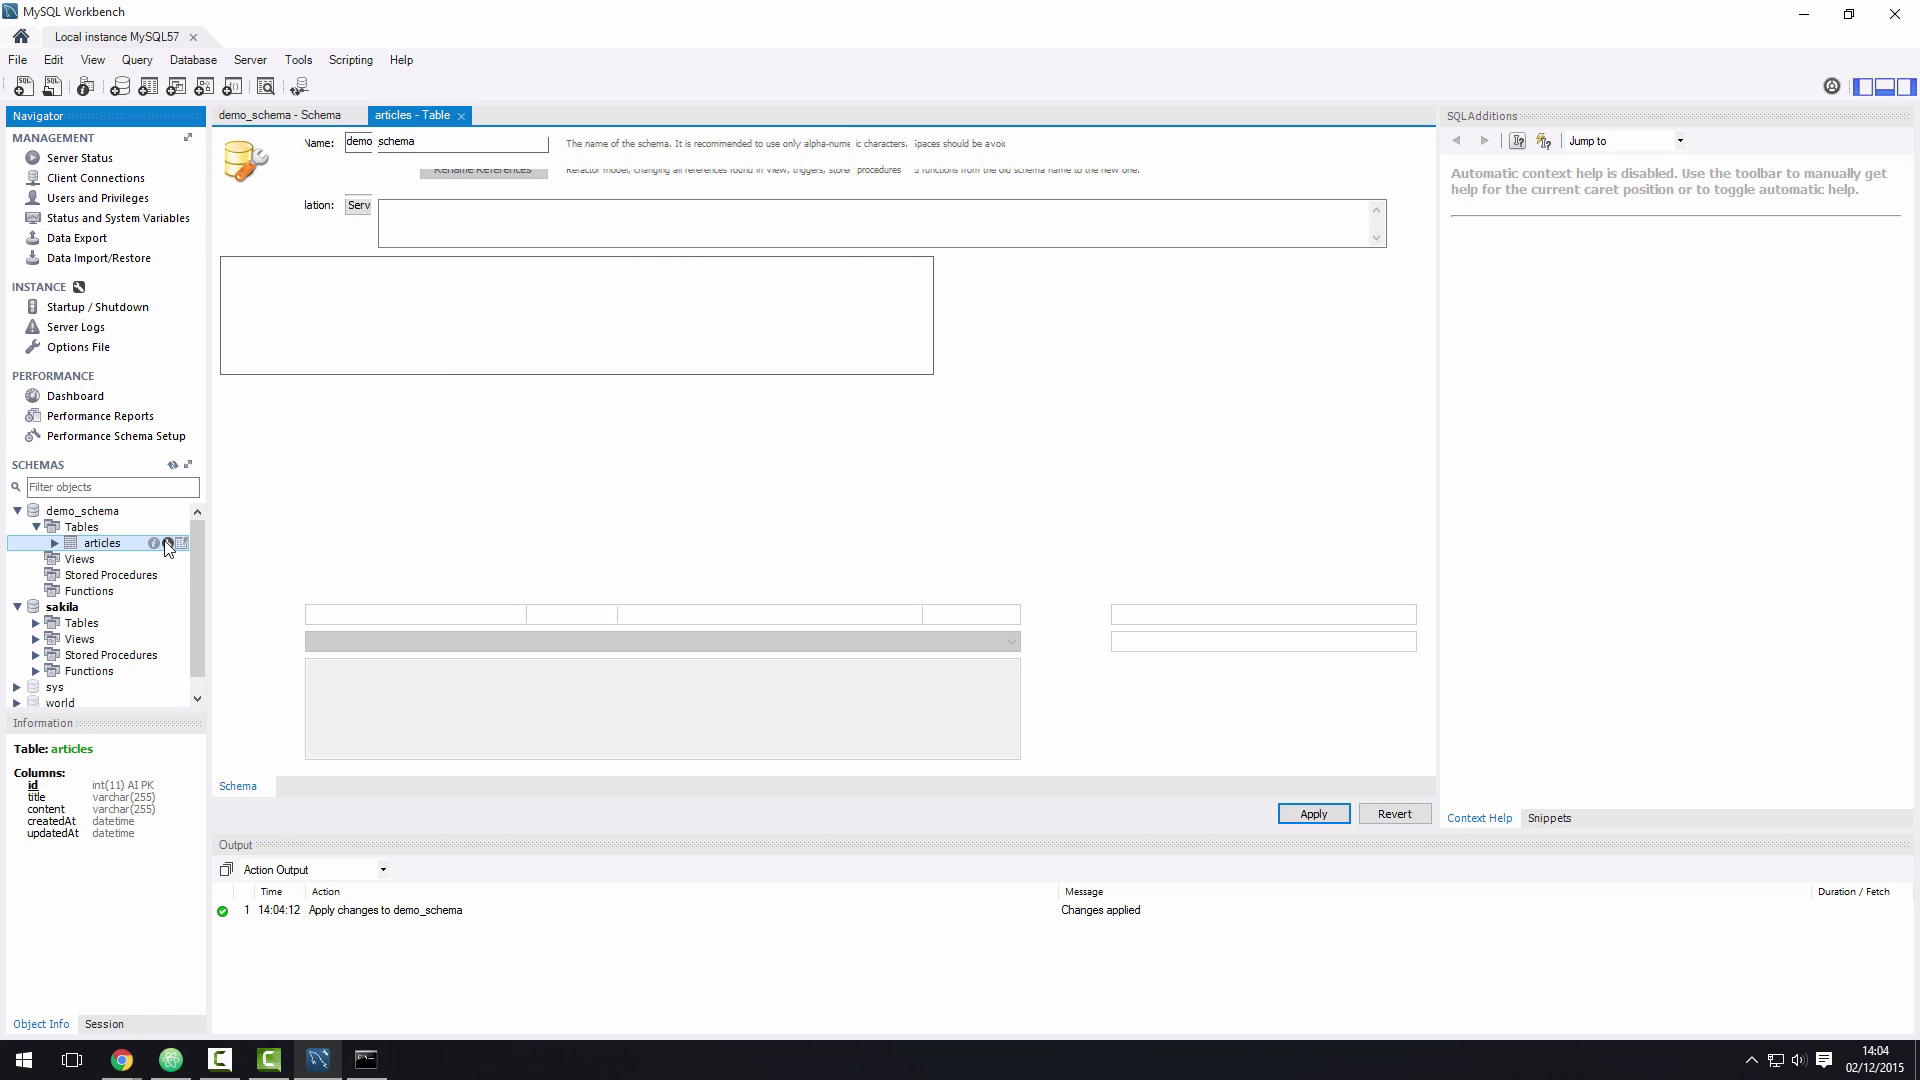 MySQL Workbench
Local instance MySQL57
File Edit View Query Database Server Tools Scripting Help
Navigator
MANAGEMENT
Server Status
Client Connections
Users and Privileges
Status and System Variables
Data Export
Data Import/Restore
INSTANCE
Startup / Shutdown
Server Logs
Options File
PERFORMANCE
Dashboard
Performance Reports
Performance Schema Setup
SCHEMAS
Filter objects
demo_schema
Tables
articles
Views
Stored Procedures
Functions
sakila
Tables
Views
Stored Procedures
Functions
sys
world
Information
Table: articles
Columns:
id int(11) AI PK
title varchar(255)
content varchar(255)
createdAt datetime
updatedAt datetime
Object Info Session
demo_schema - Schema articles - Table
Name: demo schema The name of the schema. It is recommended to use only alpha-nume ic characters. Spaces should be avoid
Rename References Refactor model, changing all references found in view, triggers, store procedures functions from the old schema name to the new one.
lation: Serv
Schema
Apply Revert
Output
Action Output
Time Action Message Duration / Fetch
1 14:04:12 Apply changes to demo_schema Changes applied
SQLAdditions
Jump to
Automatic context help is disabled. Use the toolbar to manually get
help for the current caret position or to toggle automatic help.
Context Help Snippets
14:04
02/12/2015